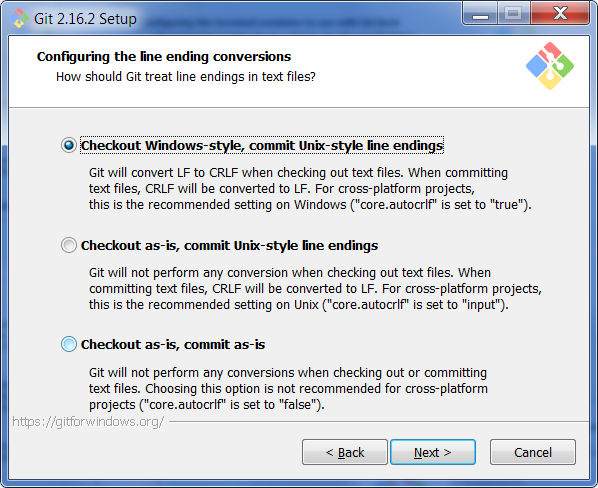 Git 2.16.2 Setup
Configuring the line ending conversions
How should Git treat line endings in text files?
Checkout Windows-style, commit Unix-style line endings
Git will convert LF to CRLF when checking out text files. When committing
text files, CRLF will be converted to LF. For cross-platform projects,
this is the recommended setting on Windows ("core.autocrlf" is set to "true").
Checkout as-is, commit Unix-style line endings
Git will not perform any conversion when checking out text files. When
committing text files, CRLF will be converted to LF. For cross-platform projects,
this is the recommended setting on Unix ("core.autocrlf" is set to "input").
Checkout as-is, commit as-is
Git will not perform any conversions when checking out or committing
text files. Choosing this option is not recommended for cross-platform
projects ("core.autocrlf" is set to "false").
https://gitforwindows.org/
< Back Next > Cancel